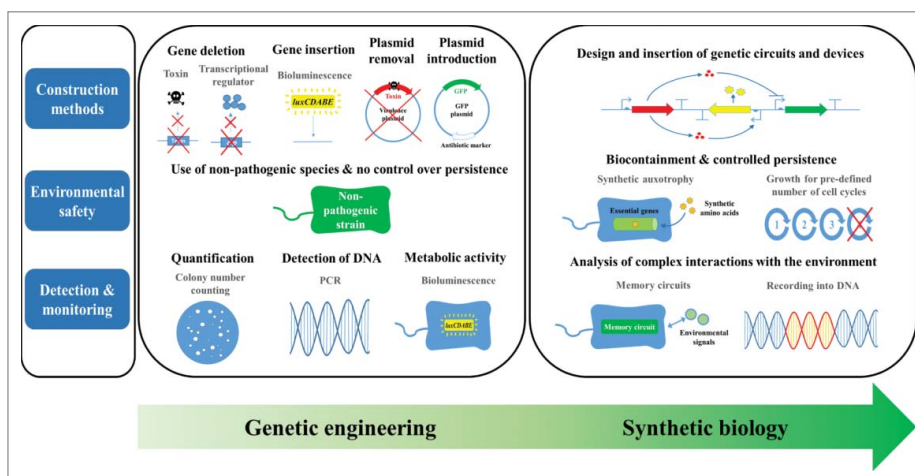 Construction
methods
Environmental
safety
Detection &
monitoring
Gene deletion
Toxin
Transcriptional
regulator
Gene insertion
Bioluminescence
luxCDABE
Plasmid
removal
Toxin
Virulence
plasmid
Plasmid
introduction
GFP
GFP
plasmid
Antibiotic marker
Use of non-pathogenic species & no control over persistence
Non-
pathogenic
strain
Quantification
Colony number
counting
Detection of DNA
PCR
Metabolic activity
Bioluminescence
luxCDABE
Design and insertion of genetic circuits and devices
Biocontainment & controlled persistence
Synthetic auxotrophy
Essential genes
Synthetic
amino acids
Growth for pre-defined
number of cell cycles
1 2 3
Analysis of complex interactions with the environment
Memory circuits
Memory circuit
Environmental
signals
Recording into DNA
Genetic engineering
Synthetic biology